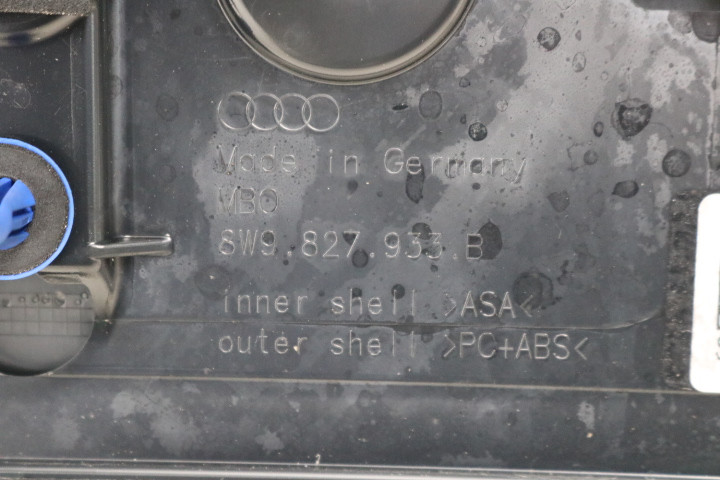 Made in Germany
WBO
8W9.827.933.B
inner shell >ASA<
outer shell >PC+ABS<